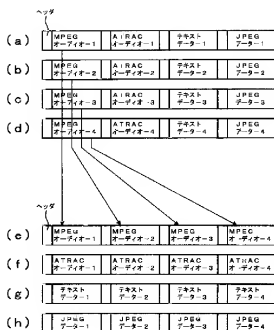 ヘッダ
(a) MPEG オーディオ-1 ATRAC オーディオ-1 テキスト データ-1 JPEG データ-1
(b) MPEG オーディオ-2 ATRAC オーディオ-2 テキスト データ-2 JPEG データ-2
(c) MPEG オーディオ-3 ATRAC オーディオ-3 テキスト データ-3 JPEG データ-3
(d) MPEG オーディオ-4 ATRAC オーディオ-4 テキスト データ-4 JPEG データ-4
ヘッダ
(e) MPEG オーディオ-1 MPEG オーディオ-2 MPEG オーディオ-3 MPEG オーディオ-4
(f) ATRAC オーディオ-1 ATRAC オーディオ-2 ATRAC オーディオ-3 ATRAC オーディオ-4
(g) テキスト データ-1 テキスト データ-2 テキスト データ-3 テキスト データ-4
(h) JPEG データ-1 JPEG データ-2 JPEG データ-3 JPEG データ-4